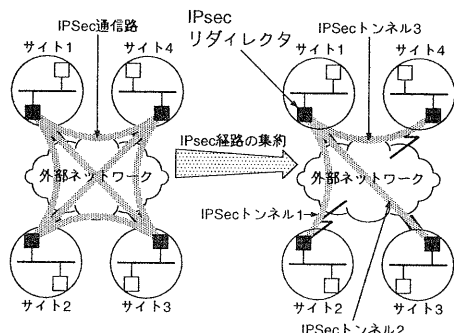 IPSec通信路
サイト1
サイト4
外部ネットワーク
サイト2
サイト3
IPsec経路の集約
IPsec
リダイレクタ
IPSecトンネル3
サイト1
サイト4
外部ネットワーク
IPSecトンネル1
サイト2
サイト3
IPSecトンネル2